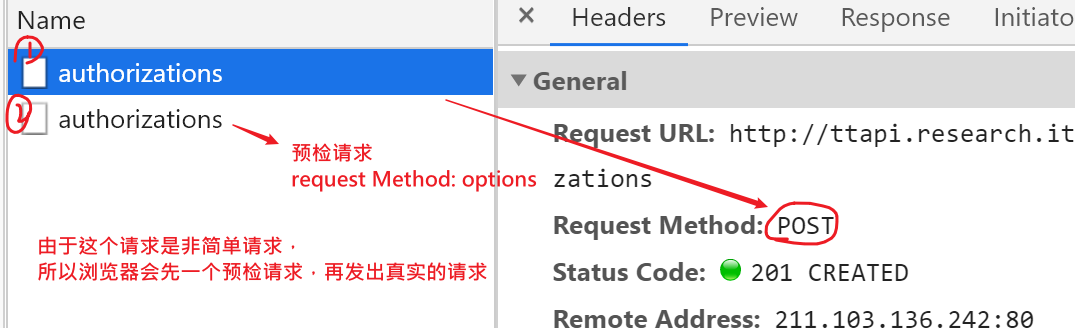 Name
1
authorizations
2
authorizations
预检请求
request Method: options
由于这个请求是非简单请求，
所以浏览器会先一个预检请求，再发出真实的请求
× Headers Preview Response Initiato
▼ General
Request URL: http://ttapi.research.it
zations
Request Method: POST
Status Code: 201 CREATED
Remote Address: 211.103.136.242:80